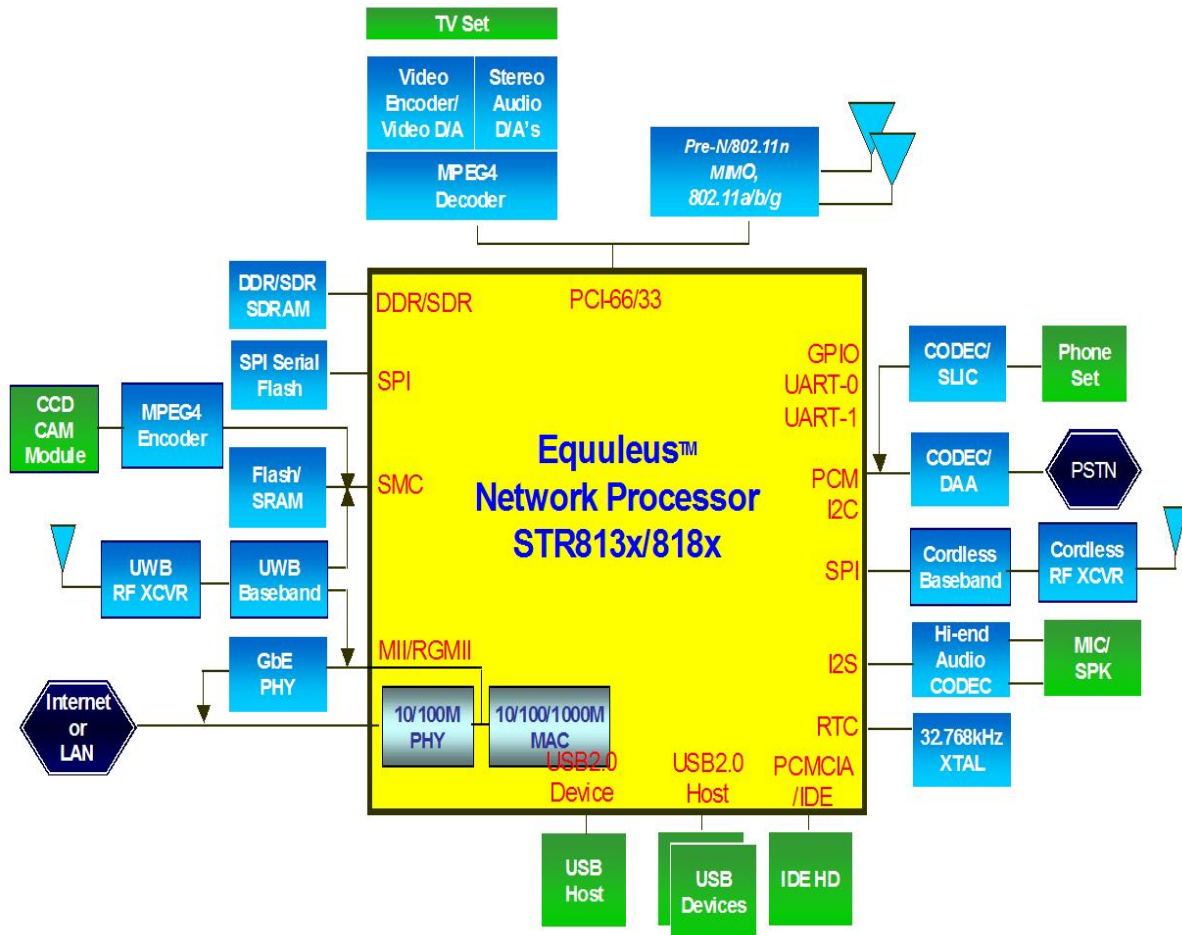 TV Set
Video
Encoder/
Video D/A
Stereo
Audio
D/A's
MPEG4
Decoder
Pre-N/802.11n
MIMO,
802.11a/b/g
DDR/SDR
SDRAM
SPI Serial
Flash
CCD
CAM
Module
MPEG4
Encoder
Flash/
SRAM
UWB
RF XCVR
UWB
Baseband
GbE
PHY
Internet
or
LAN
DDR/SDR
SPI
SMC
MII/RGMII
PCI-66/33
Equuleus™
Network Processor
STR813x/818x
10/100M
PHY
10/100/1000M
MAC
USB2.0
Device
USB2.0
Host
PCMCIA
/IDE
GPIO
UART-0
UART-1
PCM
I2C
SPI
I2S
RTC
CODEC/
SLIC
Phone
Set
CODEC/
DAA
PSTN
Cordless
Baseband
Cordless
RF XCVR
Hi-end
Audio
CODEC
MIC/
SPK
32.768kHz
XTAL
USB
Host
USB
Devices
IDE HD